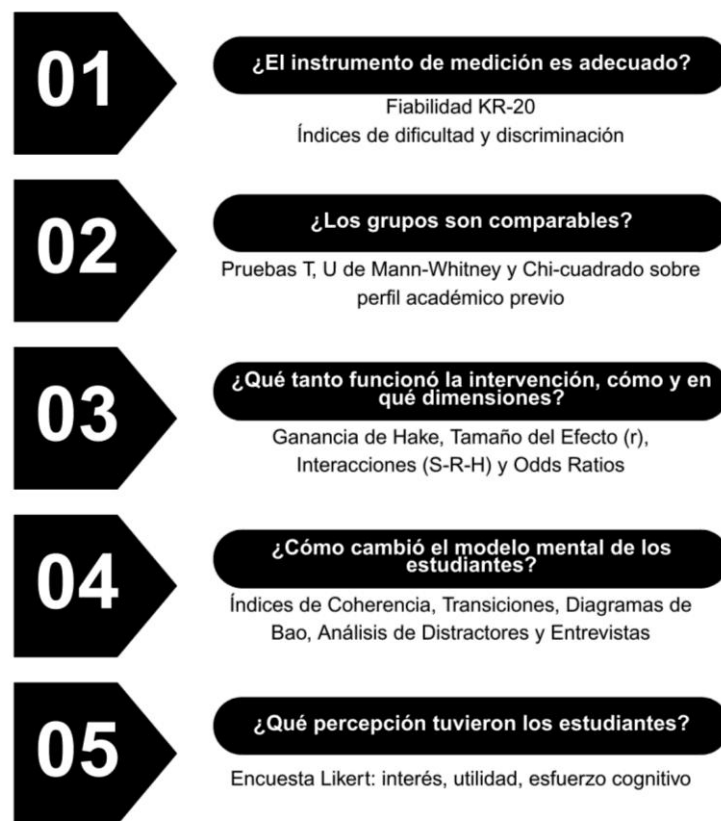 01
¿El instrumento de medición es adecuado?
Fiabilidad KR-20
Índices de dificultad y discriminación
02
¿Los grupos son comparables?
Pruebas T, U de Mann-Whitney y Chi-cuadrado sobre
perfil académico previo
03
¿Qué tanto funcionó la intervención, cómo y en
qué dimensiones?
Ganancia de Hake, Tamaño del Efecto (r),
Interacciones (S-R-H) y Odds Ratios
04
¿Cómo cambió el modelo mental de los
estudiantes?
Índices de Coherencia, Transiciones, Diagramas de
Bao, Análisis de Distractores y Entrevistas
05
¿Qué percepción tuvieron los estudiantes?
Encuesta Likert: interés, utilidad, esfuerzo cognitivo